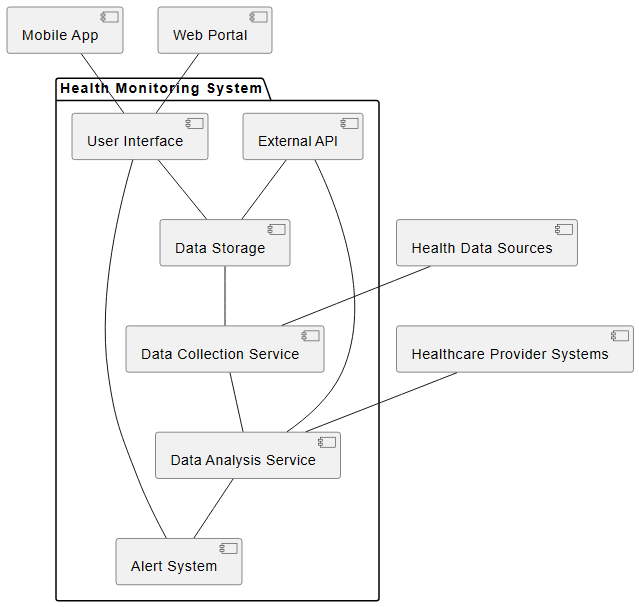 Mobile App
Web Portal
Health Monitoring System
User Interface
External API
Data Storage
Health Data Sources
Data Collection Service
Healthcare Provider Systems
Data Analysis Service
Alert System